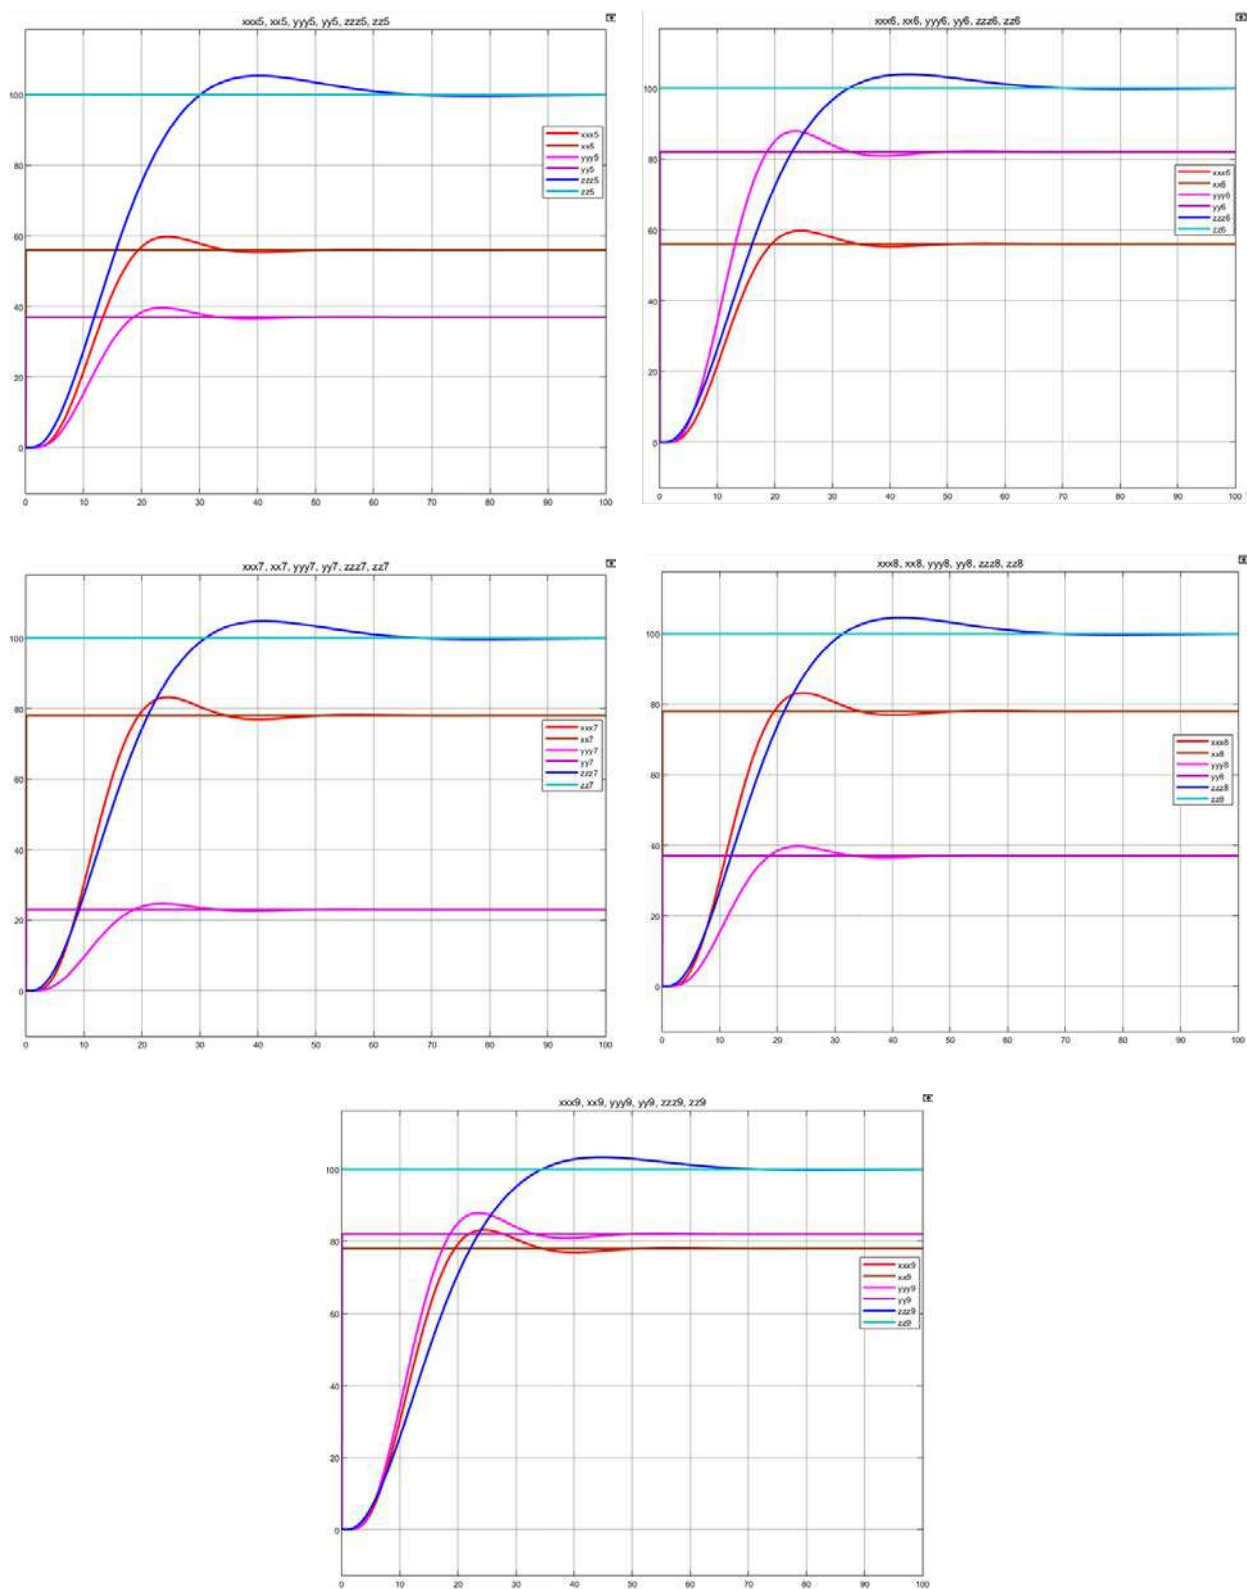 xxx5, xx5, yyy5, yy5, zzz5, zz5
100
80
60
40
20
0
0 10 20 30 40 50 60 70 80 90 100
xxx5
xx5
yyy5
yy5
zzz5
zz5
xxx6, xx6, yyy6, yy6, zzz6, zz6
100
80
60
40
20
0
0 10 20 30 40 50 60 70 80 90 100
xxx6
xx6
yyy6
yy6
zzz6
zz6
xxx7, xx7, yyy7, yy7, zzz7, zz7
100
80
60
40
20
0
0 10 20 30 40 50 60 70 80 90 100
xxx7
xx7
yyy7
yy7
zzz7
zz7
xxx8, xx8, yyy8, yy8, zzz8, zz8
100
80
60
40
20
0
0 10 20 30 40 50 60 70 80 90 100
xxx8
xx8
yyy8
yy8
zzz8
zz8
xxx9, xx9, yyy9, yy9, zzz9, zz9
100
80
60
40
20
0
0 10 20 30 40 50 60 70 80 90 100
xxx9
xx9
yyy9
yy9
zzz9
zz9